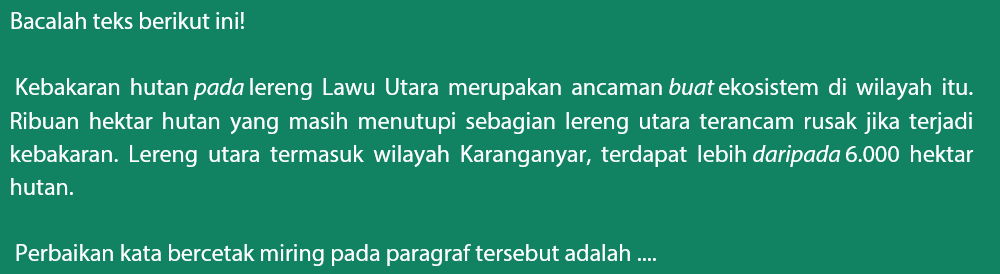 Bacalah teks berikut ini!
Kebakaran hutan pada lereng Lawu Utara merupakan ancaman buat ekosistem di wilayah itu.
Ribuan hektar hutan yang masih menutupi sebagian lereng utara terancam rusak jika terjadi
kebakaran. Lereng utara termasuk wilayah Karanganyar, terdapat lebih daripada 6.000 hektar
hutan.
Perbaikan kata bercetak miring pada paragraf tersebut adalah ....